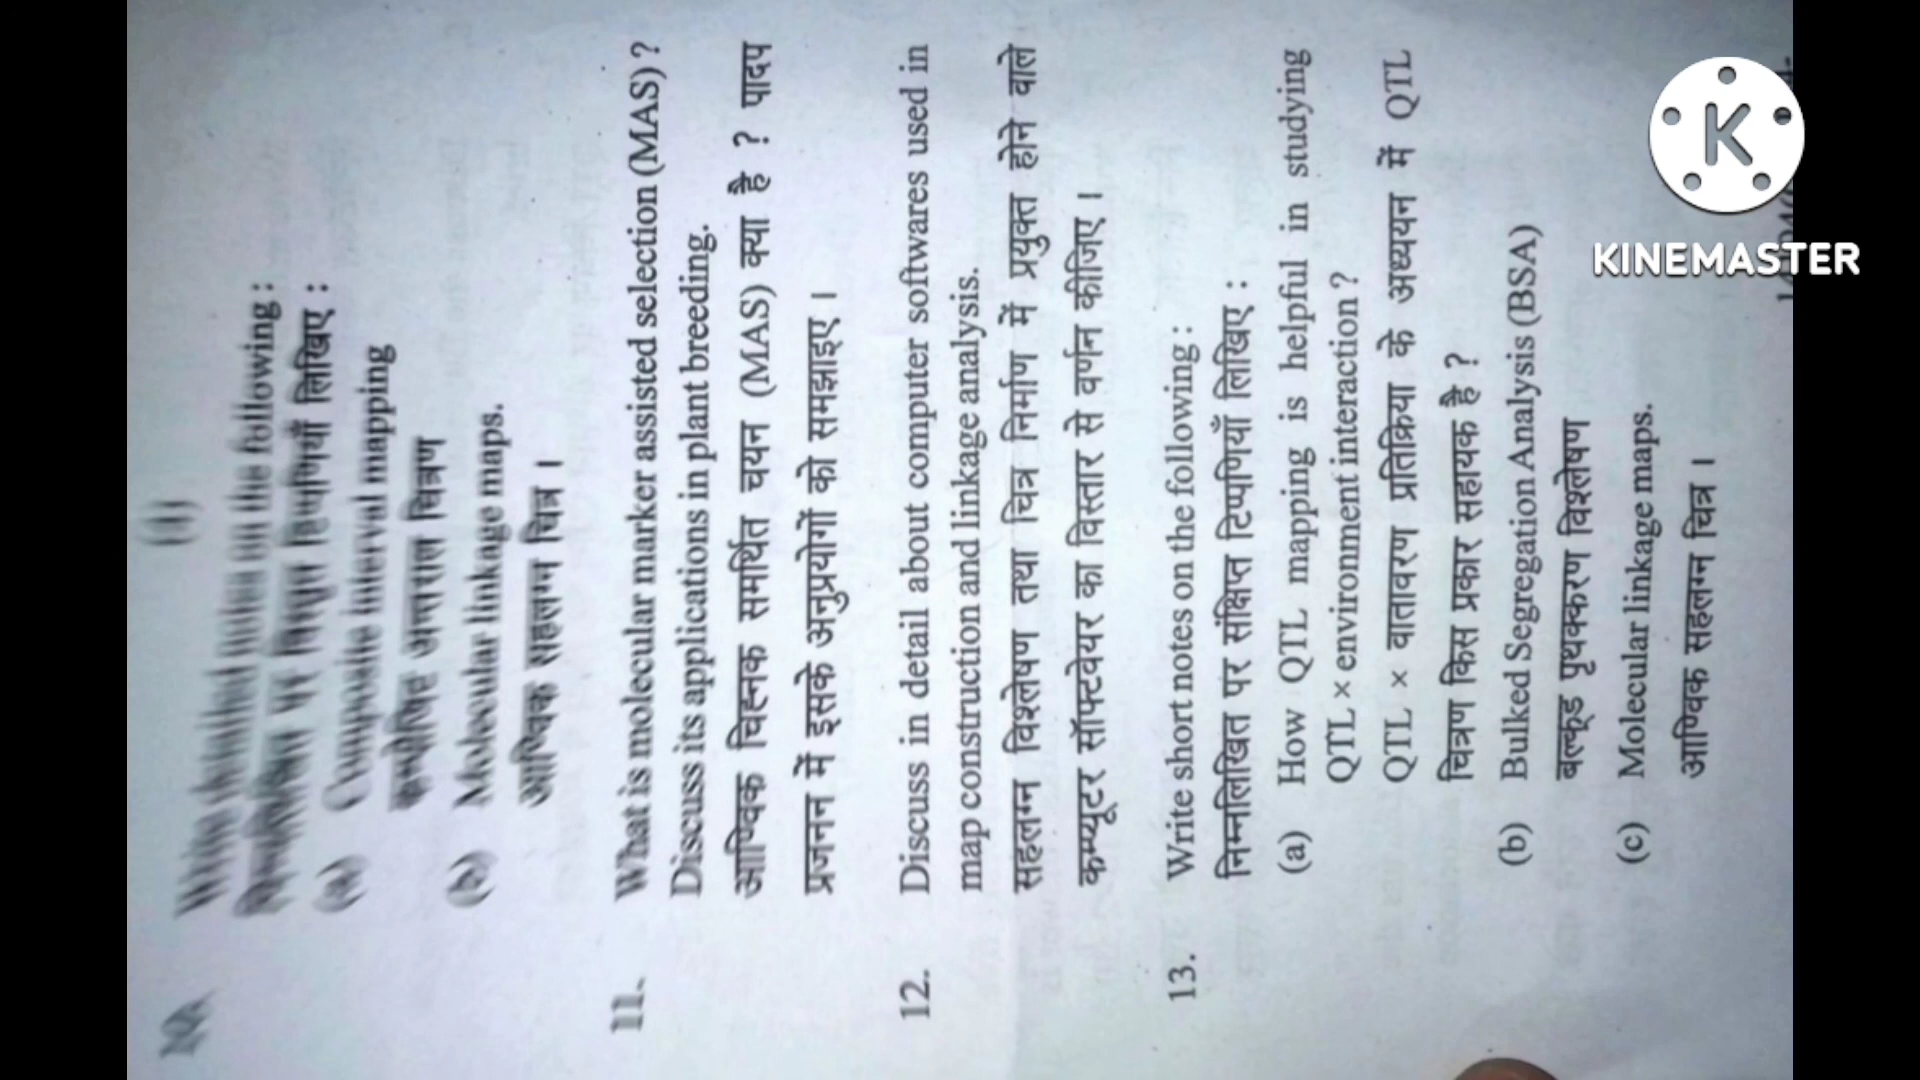 (4)
10. Write detailed notes on the following :
निम्नलिखित पर विस्तृत टिप्पणियाँ लिखिए :
(a) Composite interval mapping
कम्पोजिट अन्तराल चित्रण
(b) Molecular linkage maps.
आण्विक सहलग्न चित्र ।
11. What is molecular marker assisted selection (MAS) ?
Discuss its applications in plant breeding.
आण्विक चिह्नक समर्थित चयन (MAS) क्या है ? पादप
प्रजनन में इसके अनुप्रयोगों को समझाइए ।
12. Discuss in detail about computer softwares used in
map construction and linkage analysis.
सहलग्न विश्लेषण तथा चित्र निर्माण में प्रयुक्त होने वाले
कम्प्यूटर सॉफ्टवेयर का विस्तार से वर्णन कीजिए ।
13. Write short notes on the following :
निम्नलिखित पर संक्षिप्त टिप्पणियाँ लिखिए :
(a) How QTL mapping is helpful in studying
QTL × environment interaction ?
QTL × वातावरण प्रतिक्रिया के अध्ययन में QTL
चित्रण किस प्रकार सहायक है ?
(b) Bulked Segregation Analysis (BSA)
बल्क्ड पृथक्करण विश्लेषण
(c) Molecular linkage maps.
आण्विक सहलग्न चित्र ।
K
KINEMASTER